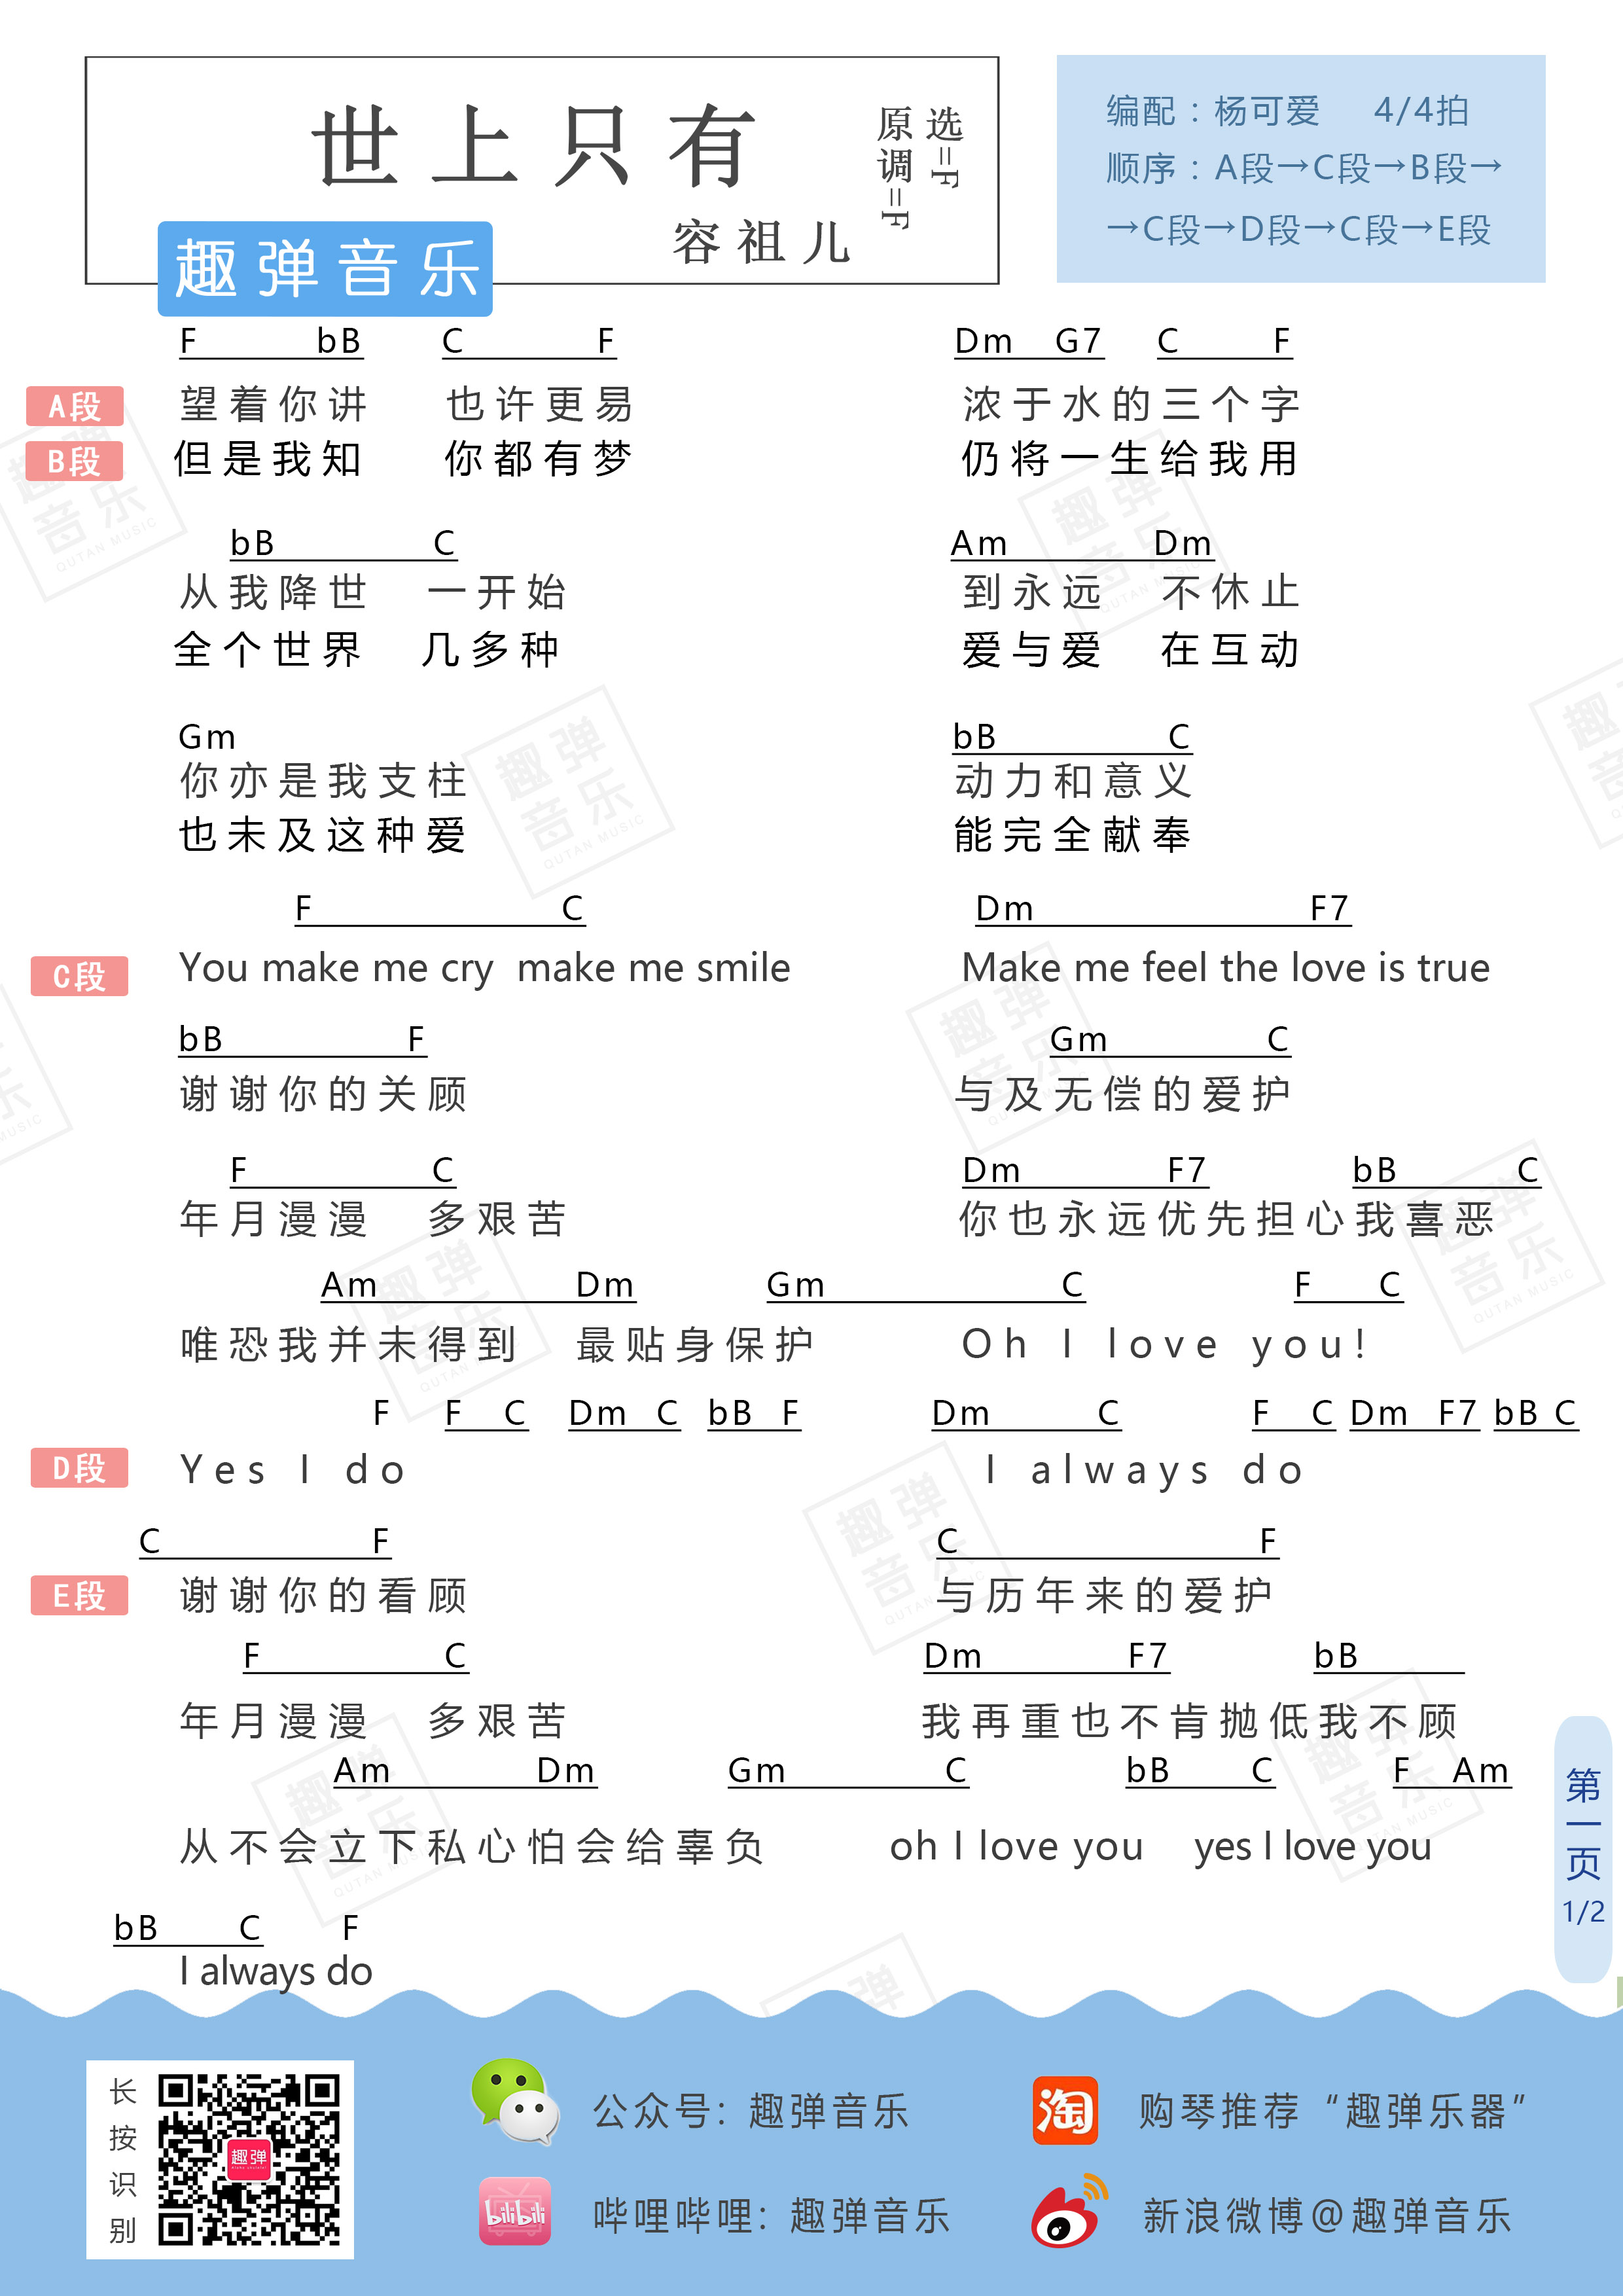 世上只有
原调=F
选=F
容祖儿
趣弹音乐
编配：杨可爱 4/4拍
顺序：A段→C段→B段→
→C段→D段→C段→E段
F bB C F Dm G7 C F
A段 望着你讲 也许更易 浓于水的三个字
B段 但是我知 你都有梦 仍将一生给我用
bB C Am Dm
从我降世 一开始 到永远 不休止
全个世界 几多种 爱与爱 在互动
Gm bB C
你亦是我支柱 动力和意义
也未及这种爱 能完全献奉
F C Dm F7
C段 You make me cry make me smile Make me feel the love is true
bB F Gm C
谢谢你的关顾 与及无偿的爱护
F C Dm F7 bB C
年月漫漫 多艰苦 你也永远优先担心我喜恶
Am Dm Gm C F C
唯恐我并未得到 最贴身保护 Oh I love you!
F F C Dm C bB F Dm C F C Dm F7 bB C
D段 Yes I do I always do
C F C F
E段 谢谢你的看顾 与历年来的爱护
F C Dm F7 bB
年月漫漫 多艰苦 我再重也不肯抛低我不顾
Am Dm Gm C bB C F Am
从不会立下私心怕会给辜负 oh I love you yes I love you
bB C F
I always do
第一页
1/2
长按识别
趣弹
公众号：趣弹音乐
淘 购琴推荐“趣弹乐器”
bilibili 哔哩哔哩：趣弹音乐
新浪微博@趣弹音乐
趣弹音乐
QUTAN MUSIC